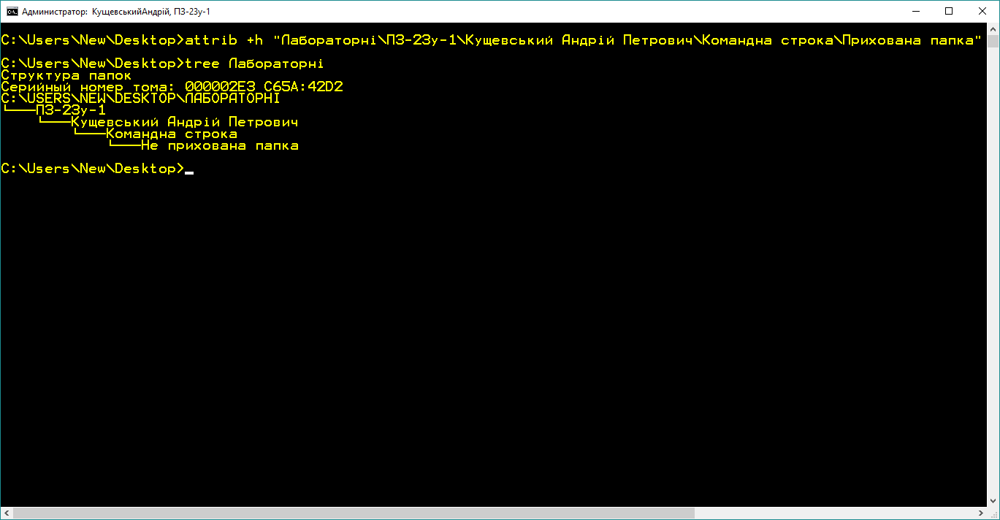 Администратор: КущевськийАндрій, ПЗ-23у-1
C:\Users\New\Desktop>attrib +h "Лабораторні\ПЗ-23у-1\Кущевський Андрій Петрович\Командна строка\Прихована папка"
C:\Users\New\Desktop>tree Лабораторні
Структура папок
Серийный номер тома: 000002E3 C65A:42D2
C:\USERS\NEW\DESKTOP\ЛАБОРАТОРНІ
└───ПЗ-23у-1
    └───Кущевський Андрій Петрович
        └───Командна строка
            └───Не прихована папка
C:\Users\New\Desktop>